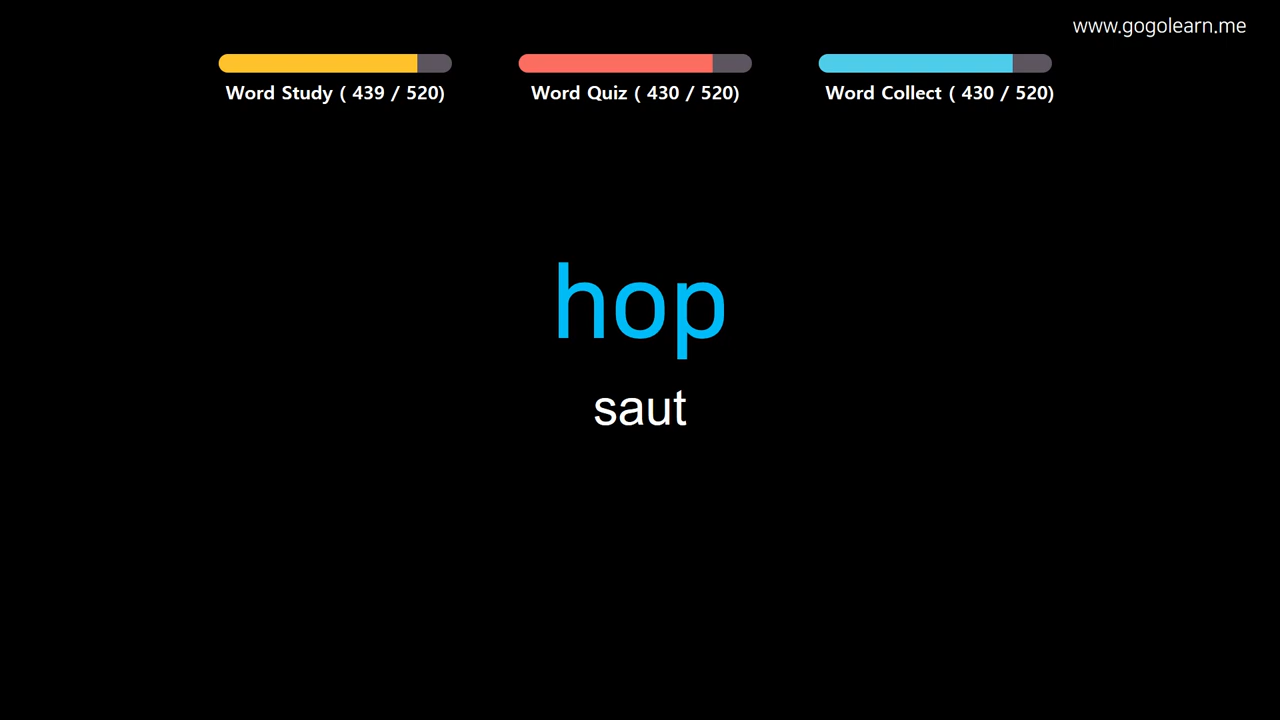 www.gogolearn.me
Word Study ( 439 / 520)
Word Quiz ( 430 / 520)
Word Collect ( 430 / 520)
hop
saut